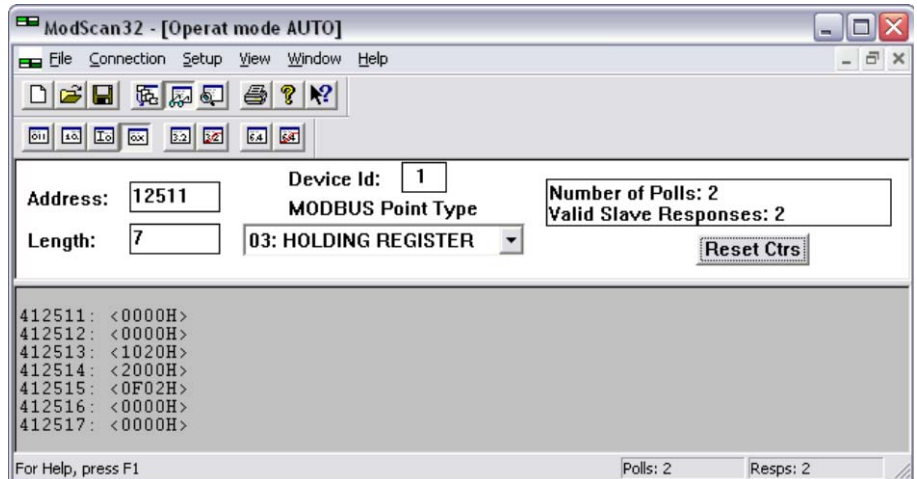 ModScan32 - [Operat mode AUTO]
File Connection Setup View Window Help
Address: 12511
Device Id: 1
MODBUS Point Type
Length: 7
03: HOLDING REGISTER
Number of Polls: 2
Valid Slave Responses: 2
Reset Ctrs
412511: <0000H>
412512: <0000H>
412513: <1020H>
412514: <2000H>
412515: <0F02H>
412516: <0000H>
412517: <0000H>
For Help, press F1
Polls: 2
Resps: 2